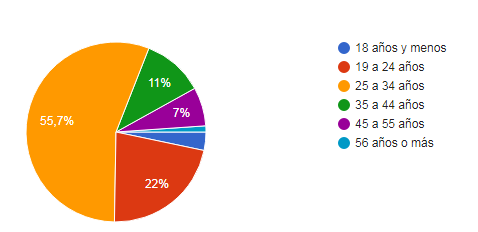 18 años y menos
19 a 24 años
25 a 34 años
35 a 44 años
45 a 55 años
56 años o más
11%
7%
55,7%
22%